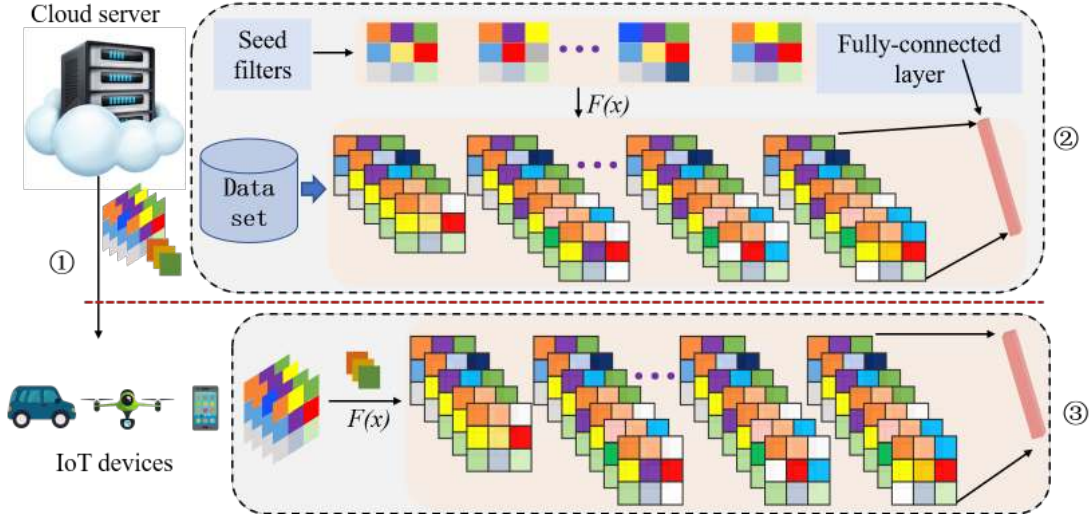 Cloud server
Seed
filters
Fully-connected
layer
F(x)
②
Data
set
①
F(x)
③
IoT devices